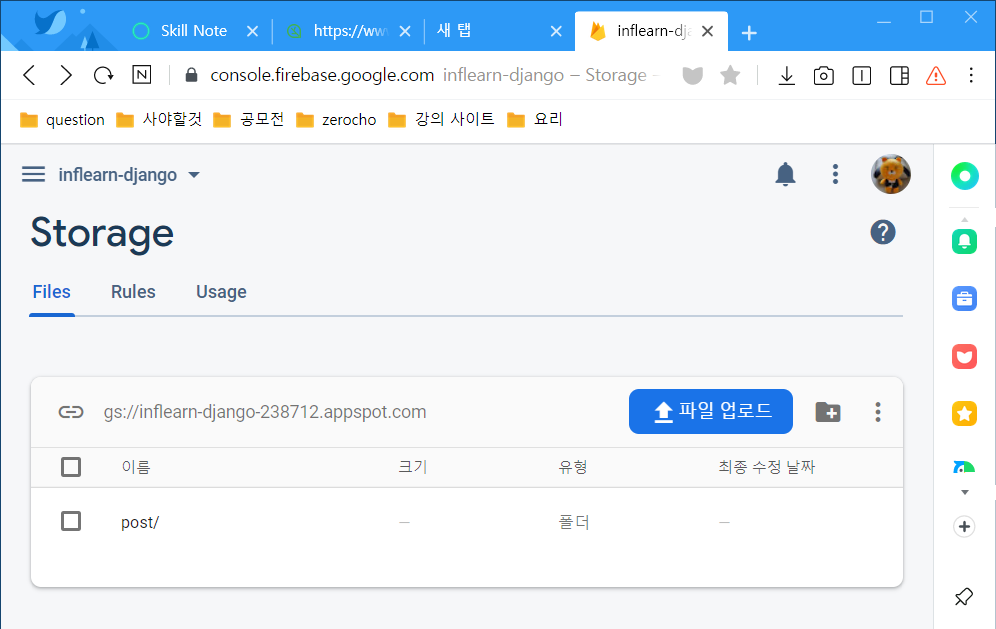 Skill Note
https://ww
새 탭
inflearn-dj
console.firebase.google.com inflearn-django – Storage –
question
사야할것
공모전
zerocho
강의 사이트
요리
inflearn-django
Storage
Files
Rules
Usage
gs://inflearn-django-238712.appspot.com
파일 업로드
이름
크기
유형
최종 수정 날짜
post/
—
폴더
—